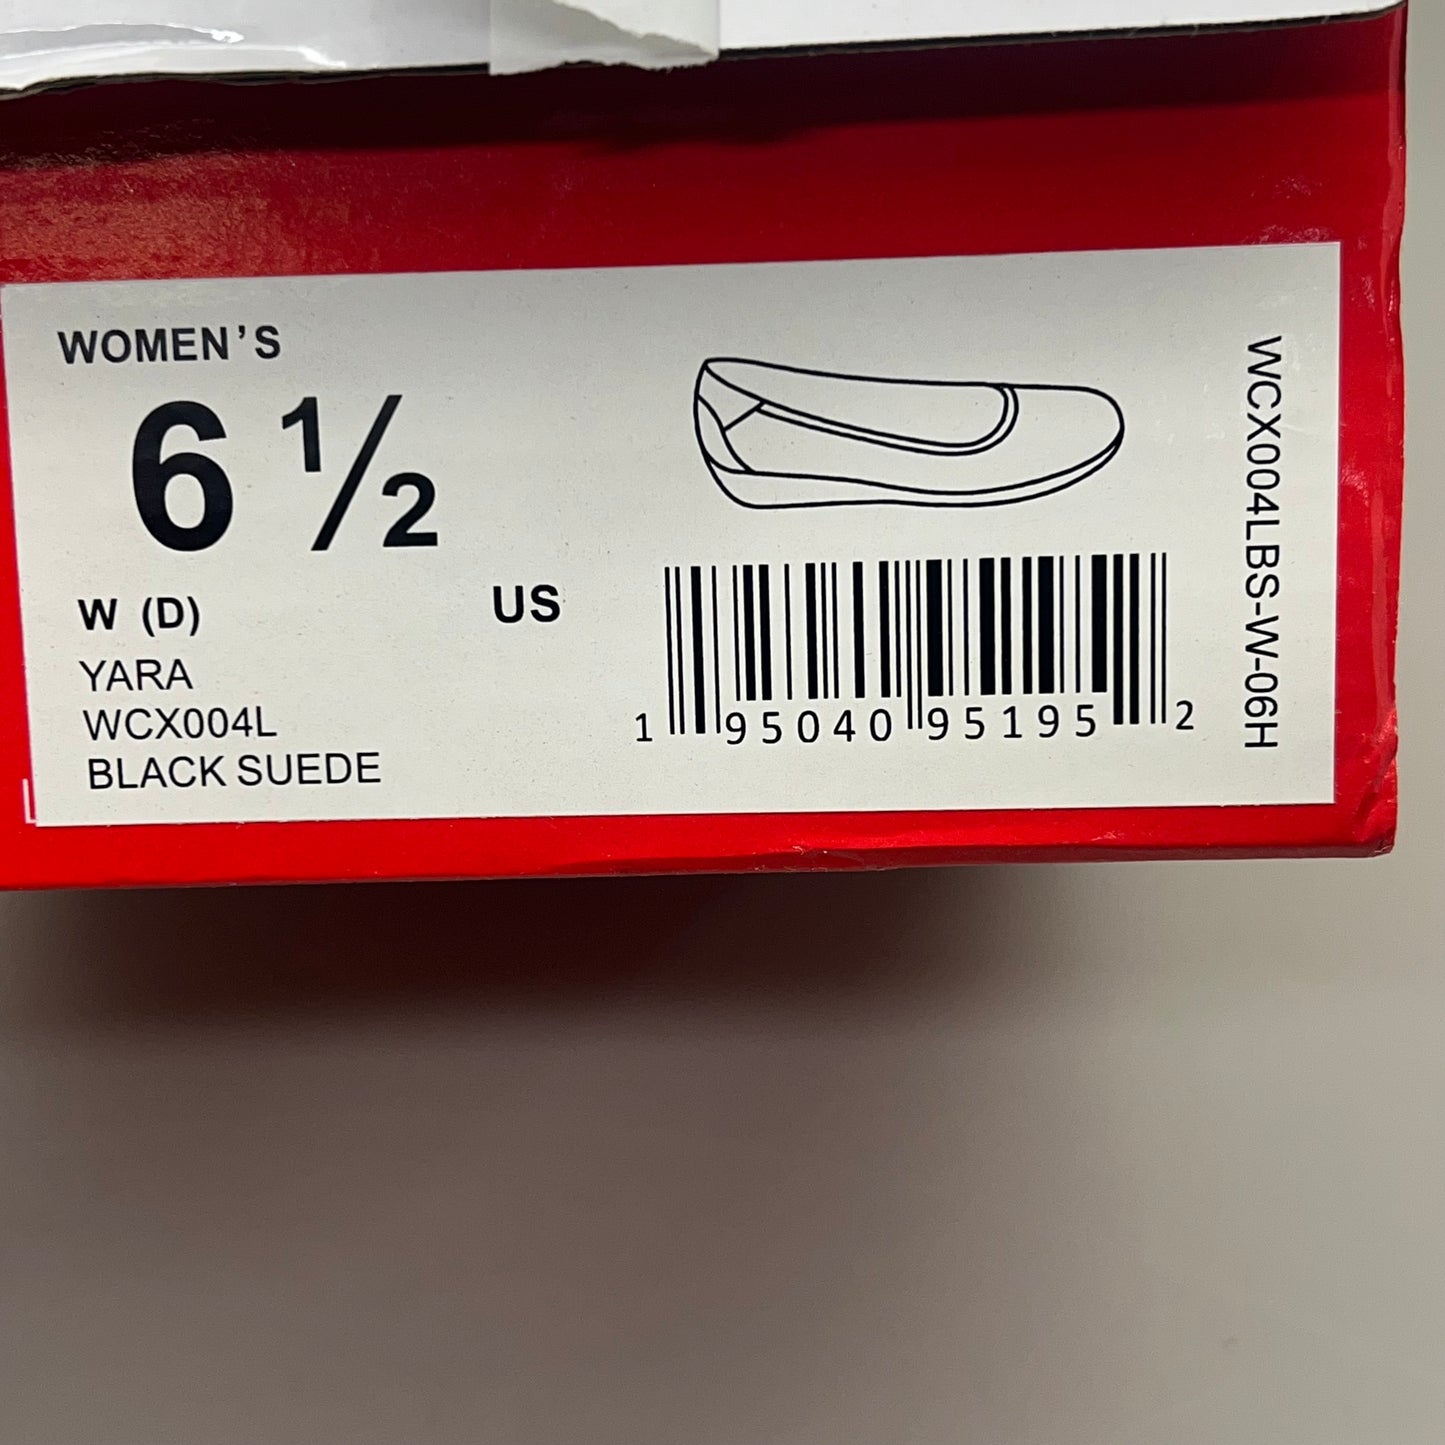 WOMEN'S
6 ½
W (D)
US
YARA
WCX004L
BLACK SUEDE
1 95040 95195 2
WCX004LBS-W-06H